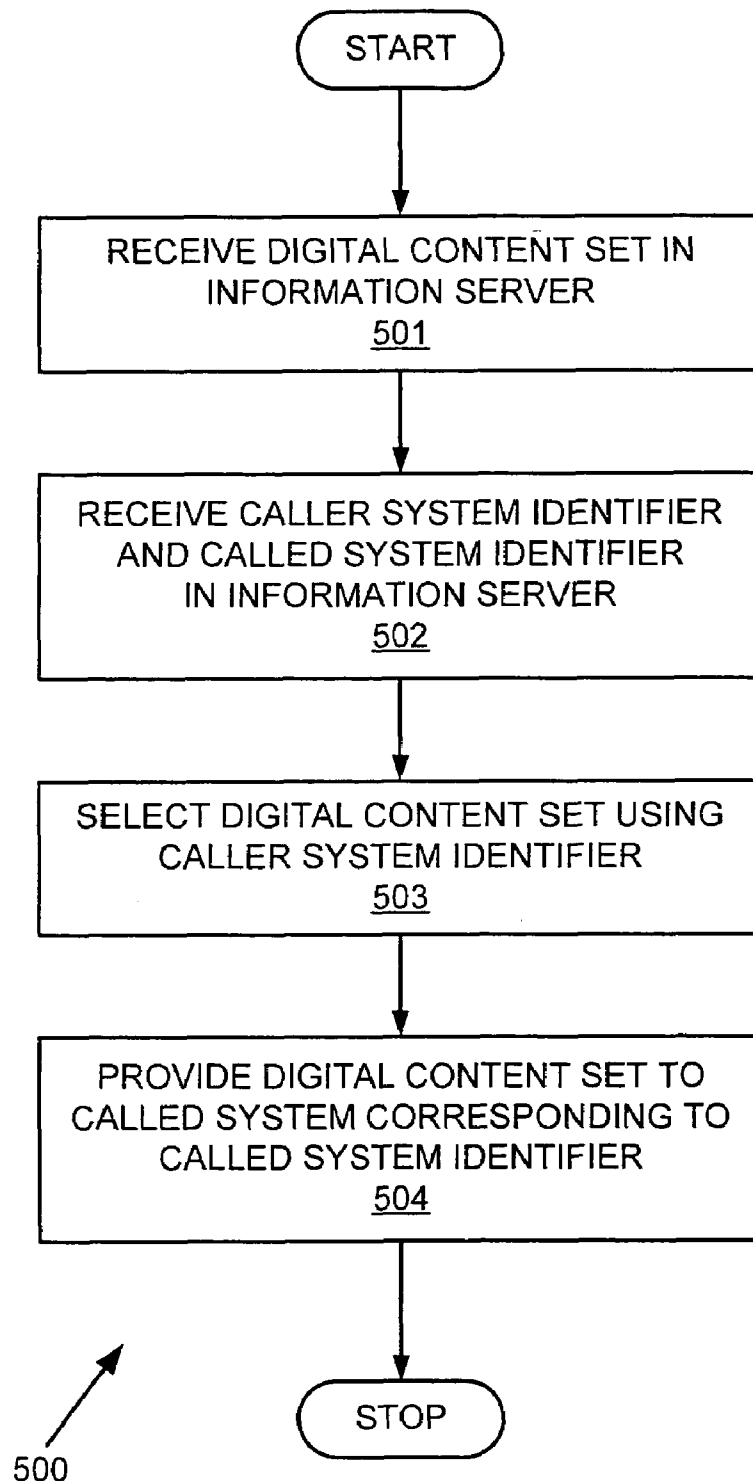 START
RECEIVE DIGITAL CONTENT SET IN
INFORMATION SERVER
501
RECEIVE CALLER SYSTEM IDENTIFIER
AND CALLED SYSTEM IDENTIFIER
IN INFORMATION SERVER
502
SELECT DIGITAL CONTENT SET USING
CALLER SYSTEM IDENTIFIER
503
PROVIDE DIGITAL CONTENT SET TO
CALLED SYSTEM CORRESPONDING TO
CALLED SYSTEM IDENTIFIER
504
STOP
500